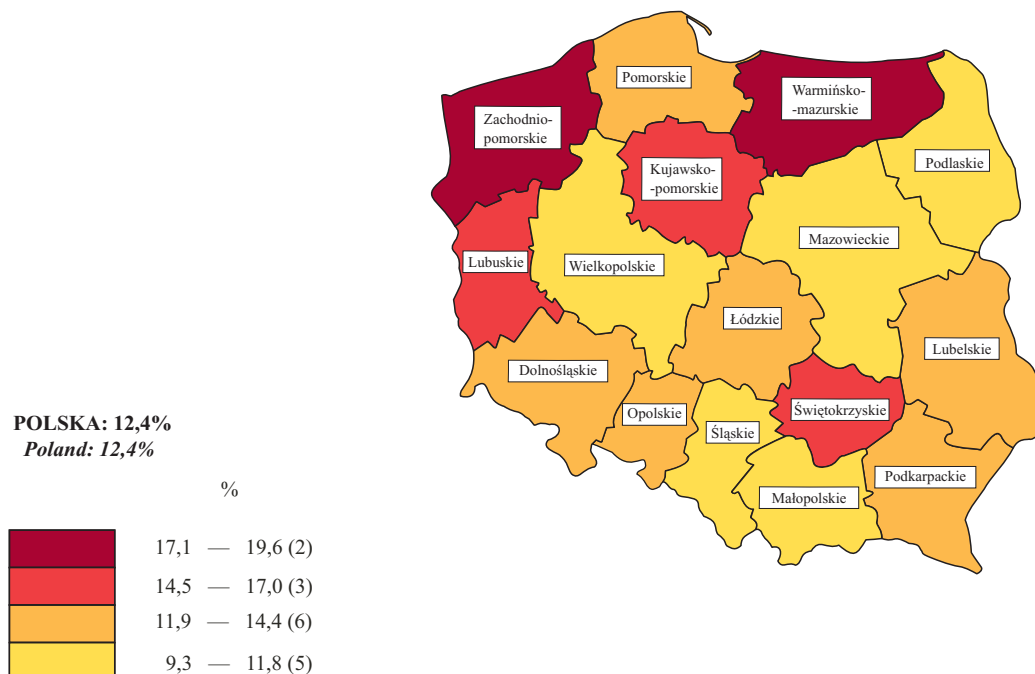 Pomorskie
Warmińsko-
-mazurskie
Zachodnio-
pomorskie
Podlaskie
Kujawsko-
-pomorskie
Mazowieckie
Lubuskie
Wielkopolskie
Łódzkie
Lubelskie
Dolnośląskie
Opolskie
Świętokrzyskie
Śląskie
Podkarpackie
Małopolskie
POLSKA: 12,4%
Poland: 12,4%
%
17,1 — 19,6 (2)
14,5 — 17,0 (3)
11,9 — 14,4 (6)
9,3 — 11,8 (5)